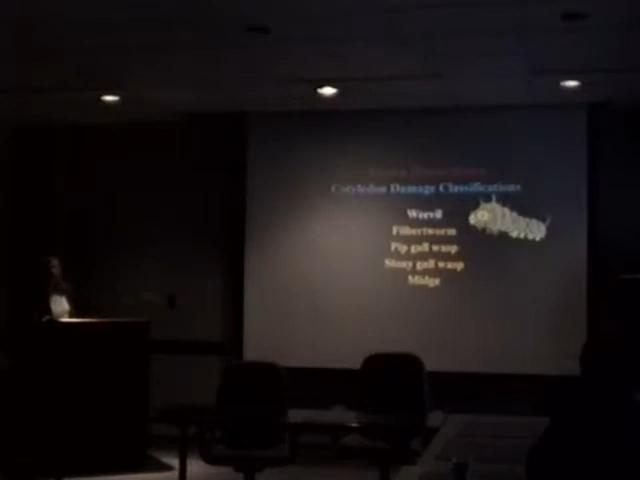 Cotyledon Damage Classifications
Weevil
Filbertworm
Pip gall wasp
Stony gall wasp
Midge